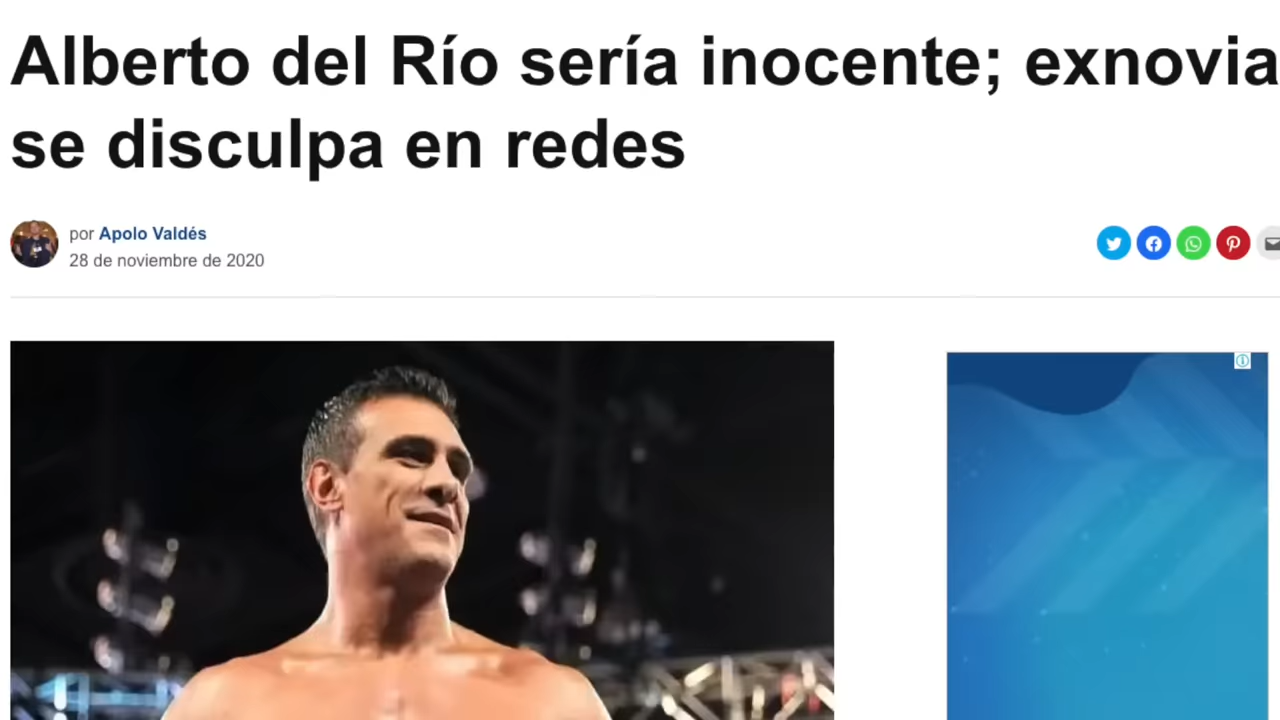 Alberto del Río sería inocente; exnovia
se disculpa en redes
por Apolo Valdés
28 de noviembre de 2020